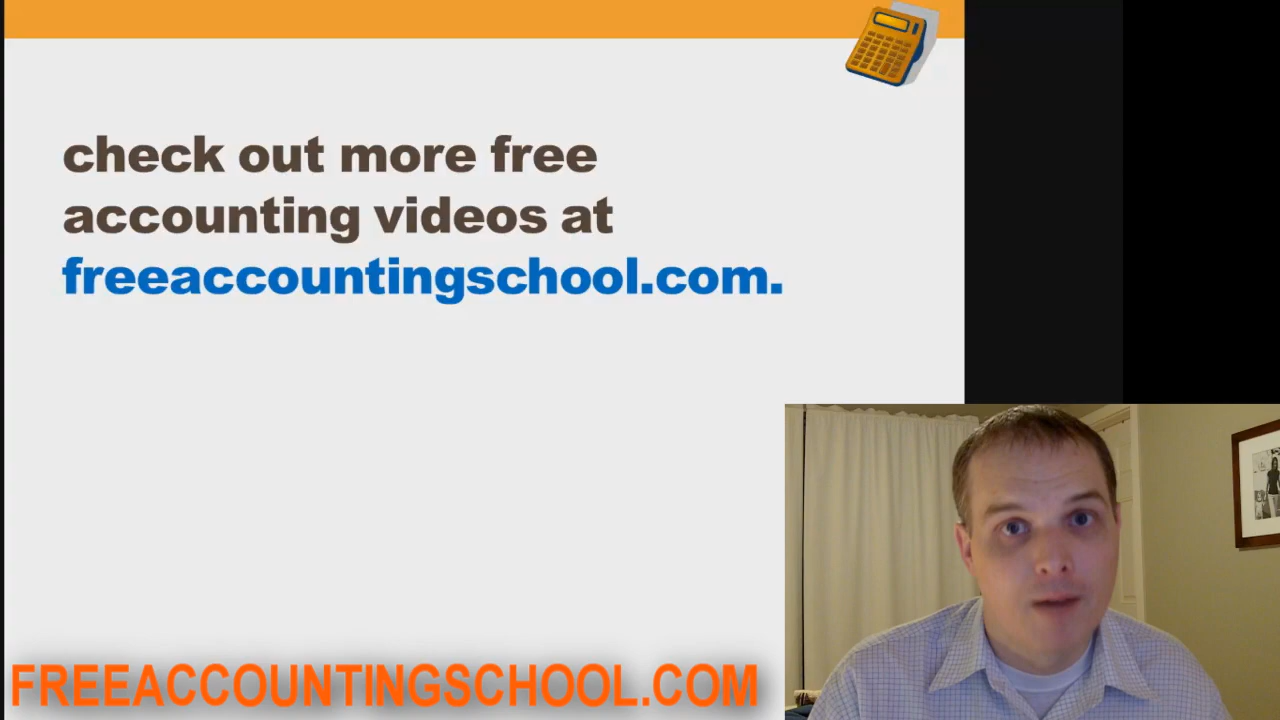 check out more free
accounting videos at
freeaccountingschool.com.
FREEACCOUNTINGSCHOOL.COM